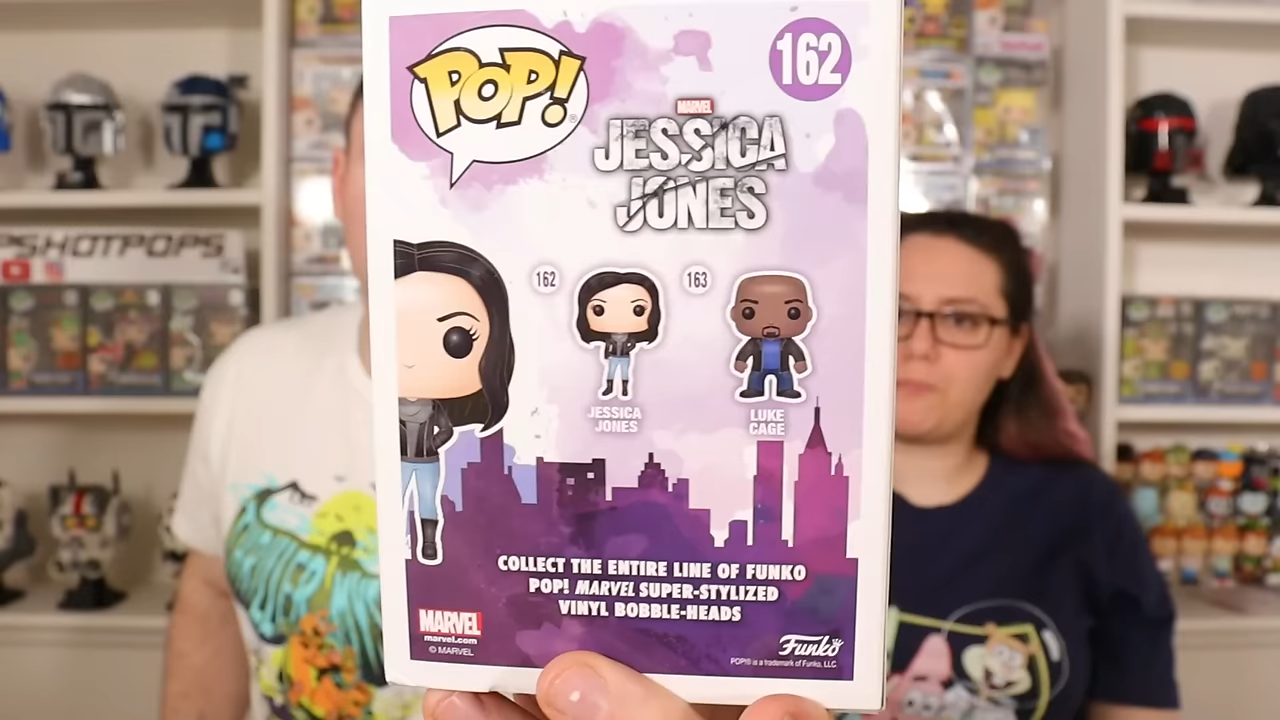 POP!
162
MARVEL
JESSICA
JONES
162
163
JESSICA
JONES
LUKE
CAGE
COLLECT THE ENTIRE LINE OF FUNKO
POP! MARVEL SUPER-STYLIZED
VINYL BOBBLE-HEADS
MARVEL
marvel.com
© MARVEL
Funko
POP!® is a trademark of Funko, LLC
PSHOTPOPS